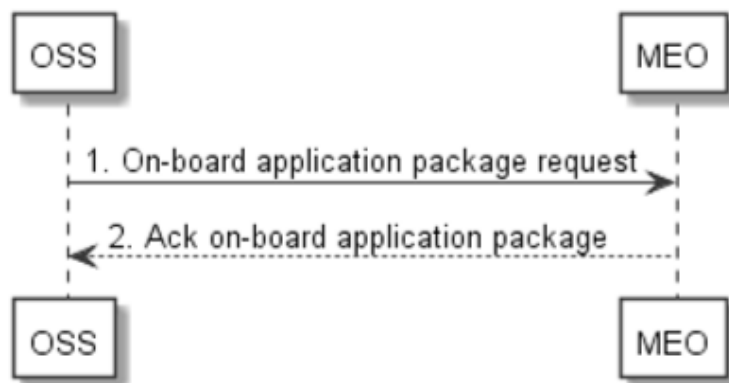 OSS
MEO
1. On-board application package request
2. Ack on-board application package
OSS
MEO